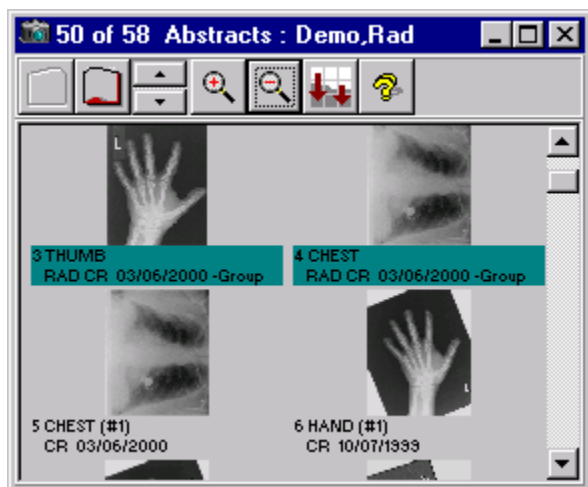 50 of 58 Abstracts : Demo,Rad
L
3 THUMB
RAD CR 03/06/2000 -Group
4 CHEST
RAD CR 03/06/2000 -Group
L
5 CHEST (#1)
CR 03/06/2000
6 HAND (#1)
CR 10/07/1999